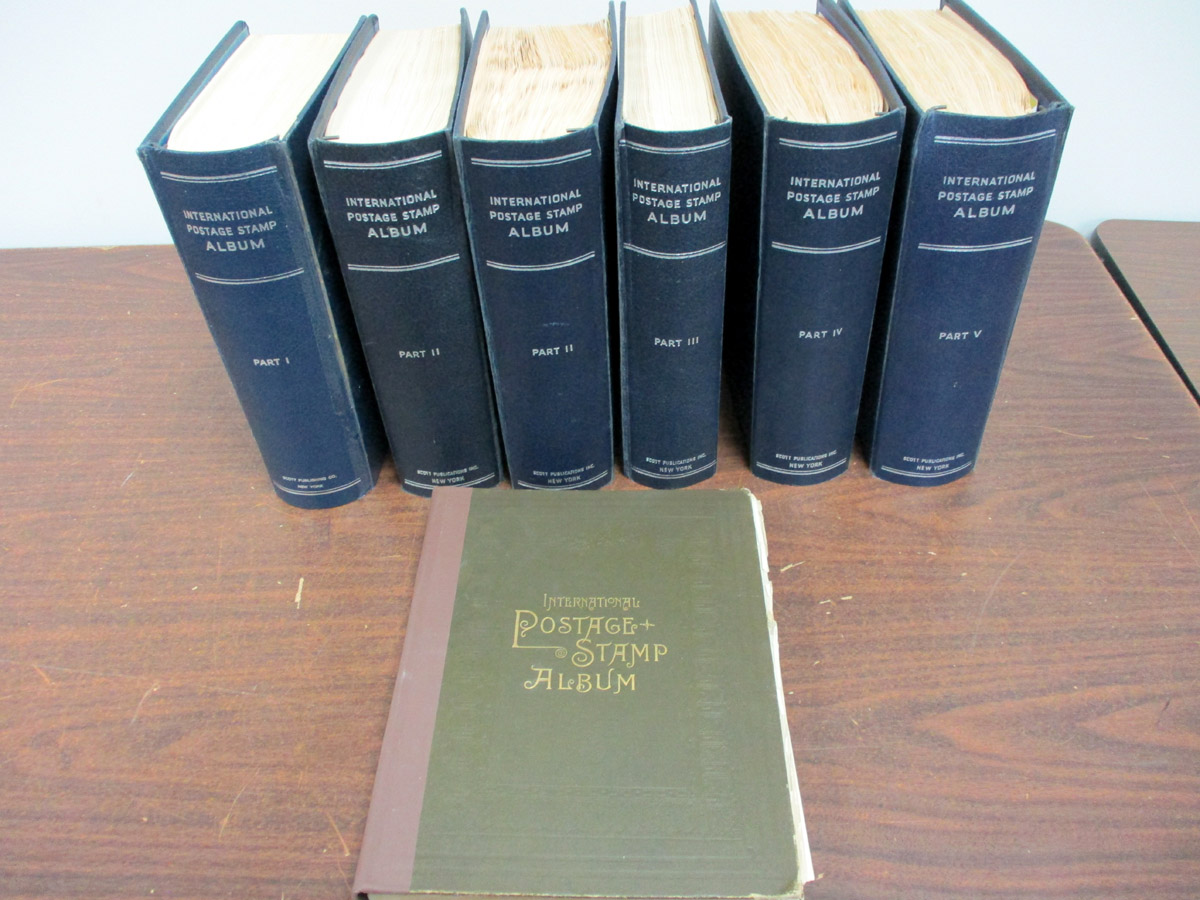 INTERNATIONAL
POSTAGE STAMP
ALBUM
PART I
SCOTT PUBLICATIONS CO.
NEW YORK
INTERNATIONAL
POSTAGE STAMP
ALBUM
PART II
SCOTT PUBLICATIONS INC.
NEW YORK
INTERNATIONAL
POSTAGE STAMP
ALBUM
PART II
SCOTT PUBLICATIONS INC.
NEW YORK
INTERNATIONAL
POSTAGE STAMP
ALBUM
PART III
SCOTT PUBLICATIONS INC.
NEW YORK
INTERNATIONAL
POSTAGE STAMP
ALBUM
PART IV
SCOTT PUBLICATIONS INC.
NEW YORK
INTERNATIONAL
POSTAGE STAMP
ALBUM
PART V
SCOTT PUBLICATIONS INC.
NEW YORK
INTERNATIONAL
POSTAGE
STAMP
ALBUM